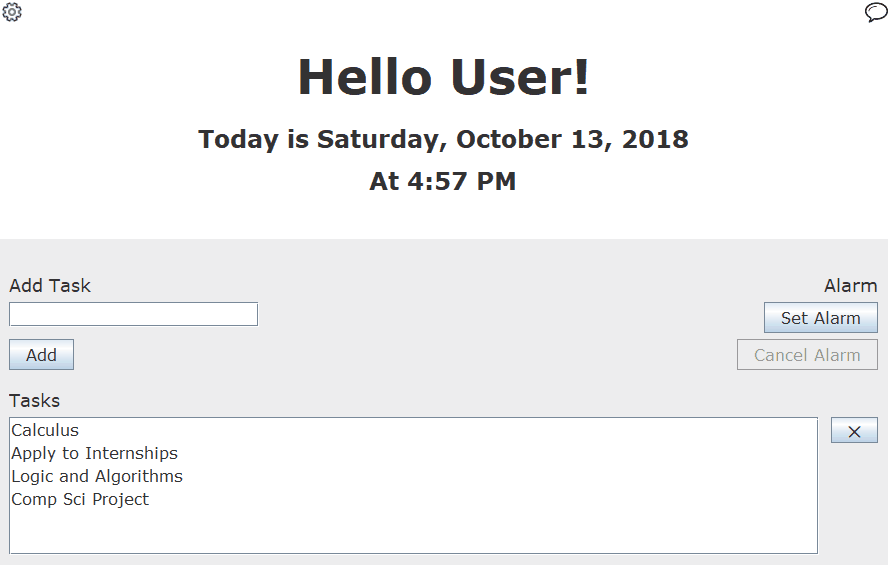 Hello User!
Today is Saturday, October 13, 2018
At 4:57 PM
Add Task
Alarm
Set Alarm
Add
Cancel Alarm
Tasks
Calculus
Apply to Internships
Logic and Algorithms
Comp Sci Project